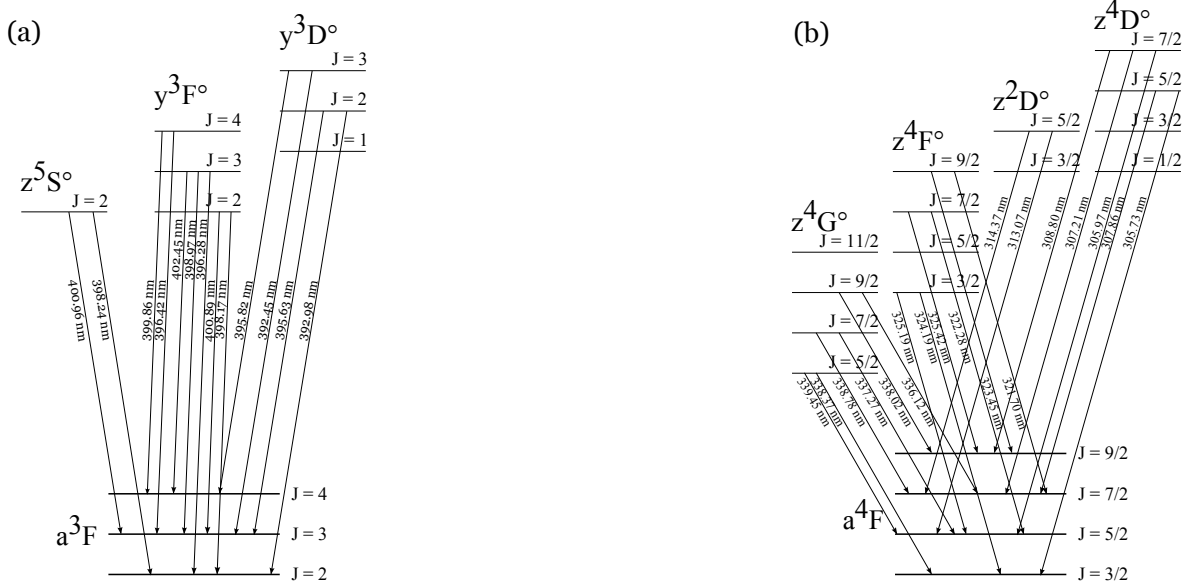 (a)
y³D°
J = 3
J = 2
J = 1
y³F°
J = 4
J = 3
J = 2
z⁵S°
J = 2
400.96 nm
398.24 nm
399.86 nm
396.42 nm
402.45 nm
398.97 nm
396.28 nm
400.89 nm
398.17 nm
395.82 nm
392.45 nm
395.63 nm
392.98 nm
a³F
J = 4
J = 3
J = 2
(b)
z⁴D°
J = 7/2
J = 5/2
J = 3/2
J = 1/2
z²D°
J = 5/2
J = 3/2
z⁴F°
J = 9/2
J = 7/2
J = 5/2
J = 3/2
z⁴G°
J = 11/2
J = 9/2
J = 7/2
J = 5/2
339.45 nm
338.37 nm
338.78 nm
337.27 nm
338.02 nm
336.12 nm
325.19 nm
324.19 nm
325.42 nm
322.28 nm
323.45 nm
321.70 nm
314.37 nm
313.07 nm
308.80 nm
307.21 nm
305.97 nm
307.86 nm
305.73 nm
a⁴F
J = 9/2
J = 7/2
J = 5/2
J = 3/2